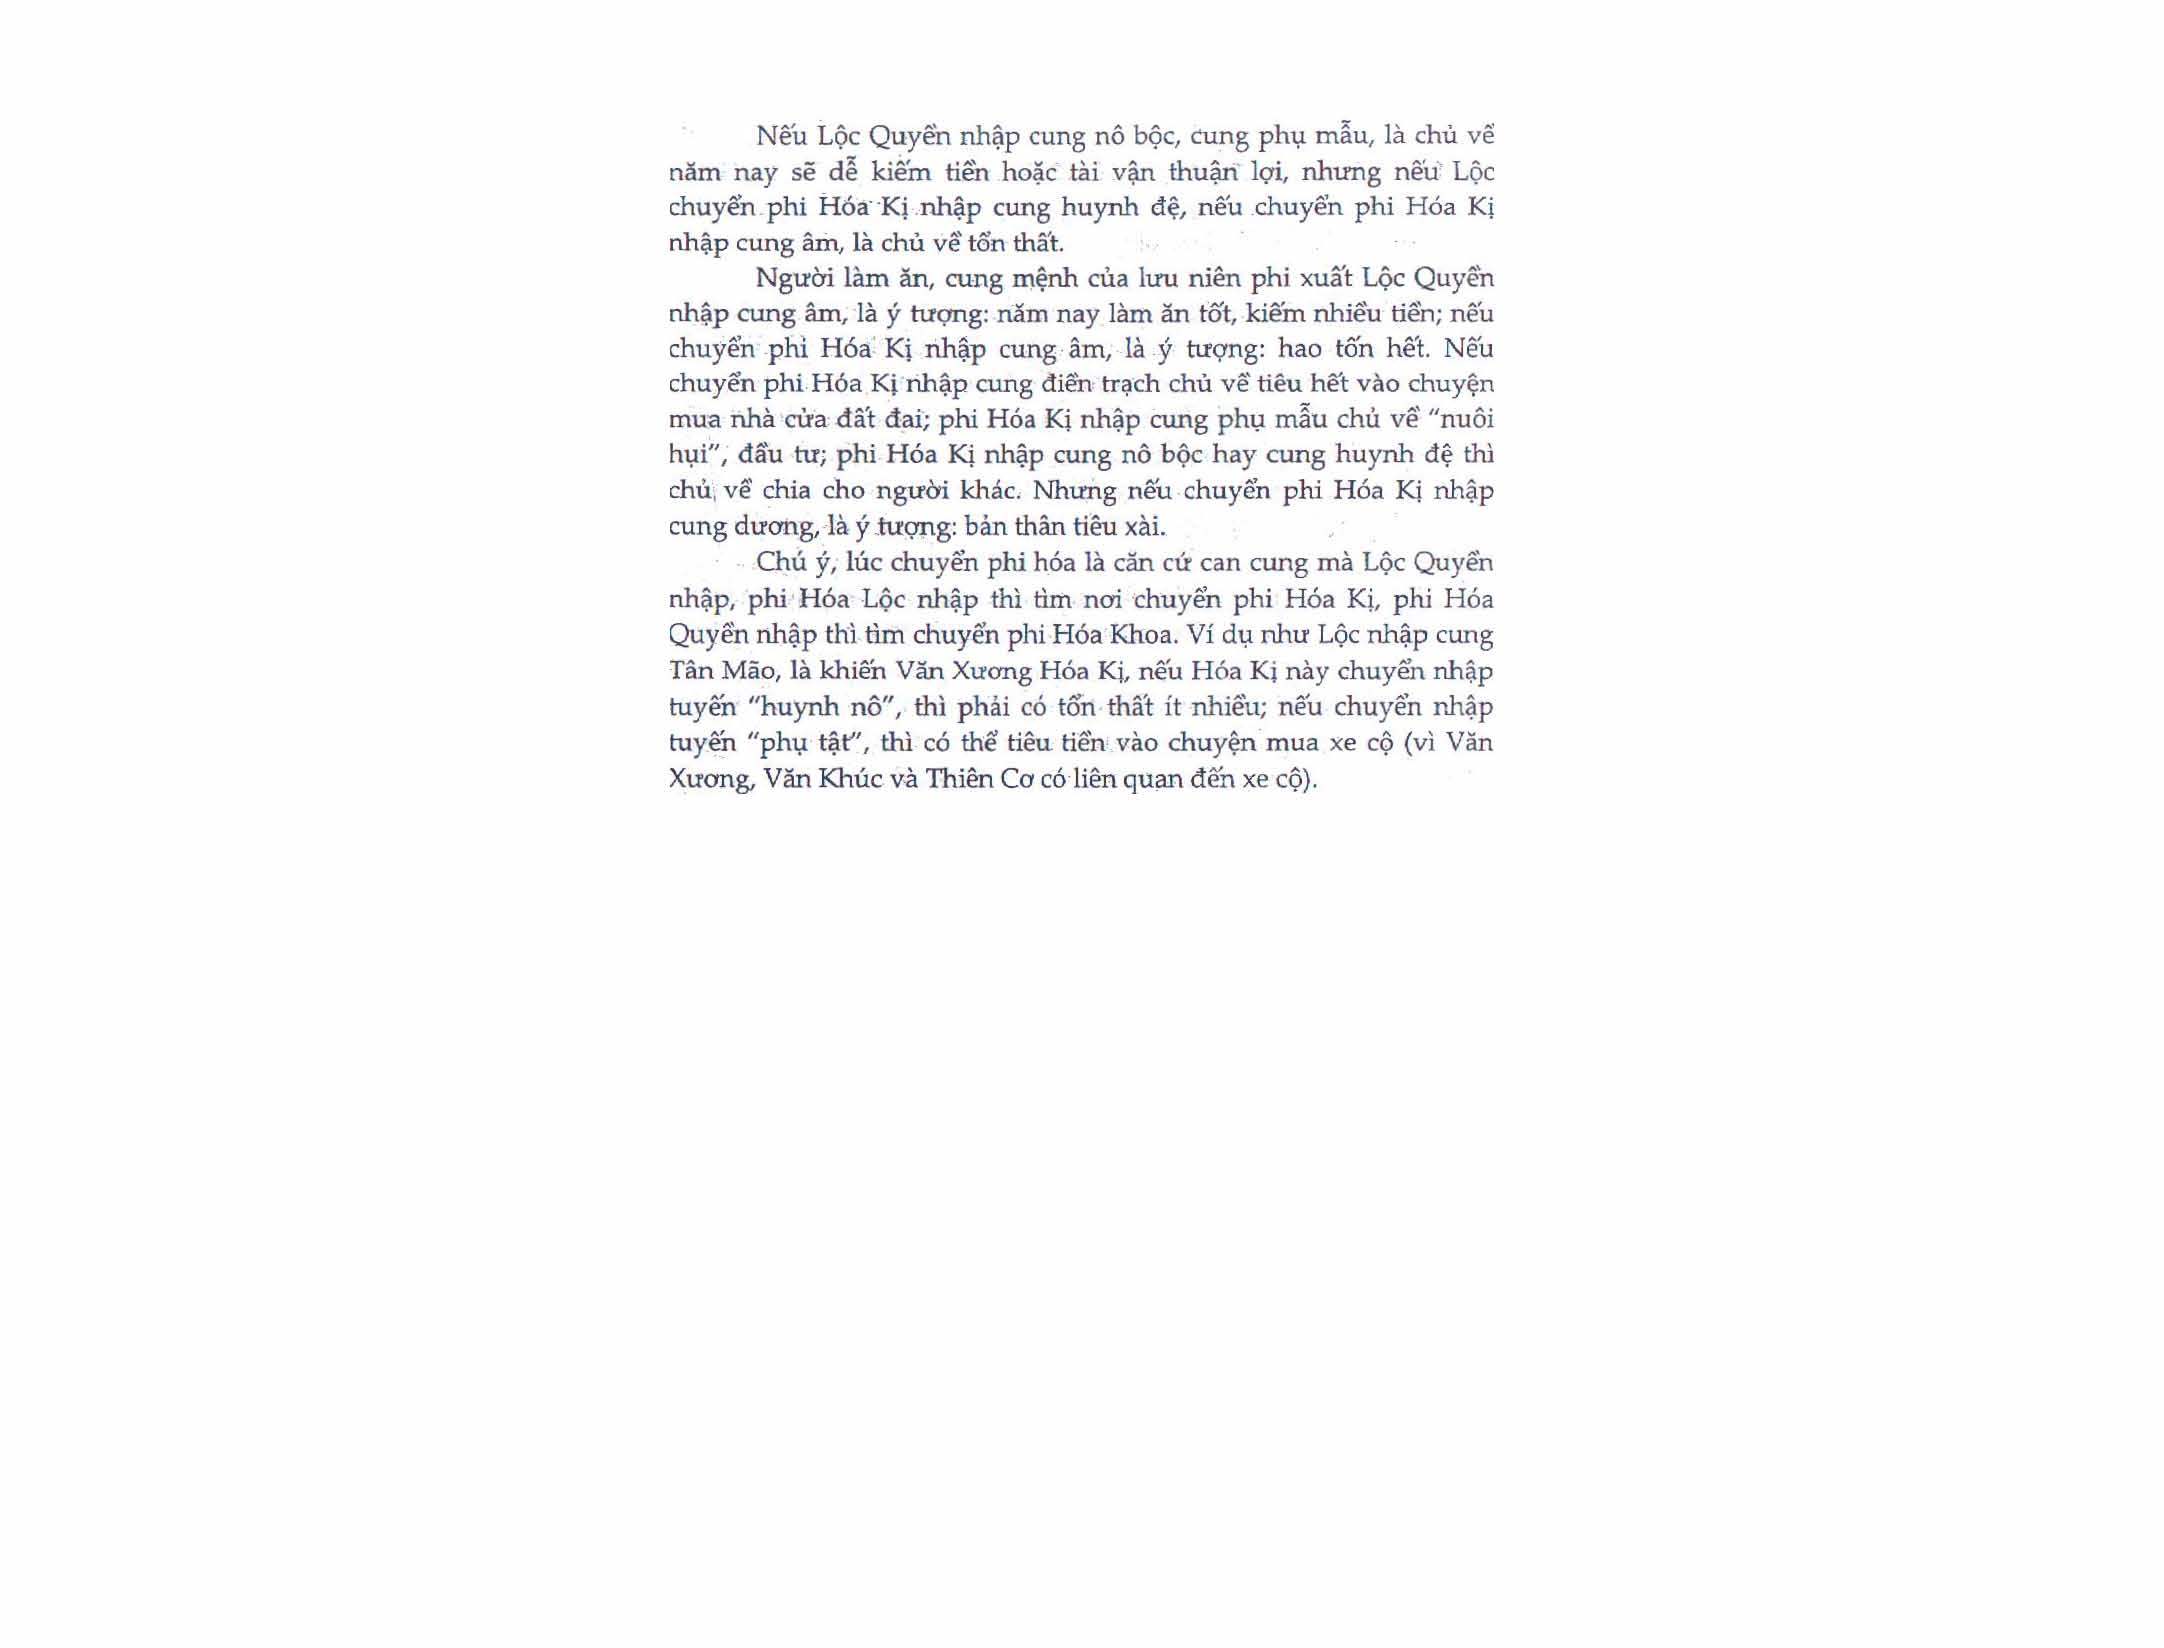 Nếu Lộc Quyền nhập cung nô bộc, cung phụ mẫu, là chủ về
năm nay sẽ dễ kiếm tiền hoặc tài vận thuận lợi, nhưng nếu Lộc
chuyển phi Hóa Kị nhập cung huynh đệ, nếu chuyển phi Hóa Kị
nhập cung âm, là chủ về tổn thất.
Người làm ăn, cung mệnh của lưu niên phi xuất Lộc Quyền
nhập cung âm, là ý tượng: năm nay làm ăn tốt, kiếm nhiều tiền; nếu
chuyển phi Hóa Kị nhập cung âm, là ý tượng: hao tốn hết. Nếu
chuyển phi Hóa Kị nhập cung điền trạch chủ về tiêu hết vào chuyện
mua nhà cửa đất đai; phi Hóa Kị nhập cung phụ mẫu chủ về "nuôi
hụi", đầu tư; phi Hóa Kị nhập cung nô bộc hay cung huynh đệ thì
chủ về chia cho người khác. Nhưng nếu chuyển phi Hóa Kị nhập
cung dương, là ý tượng: bản thân tiêu xài.
Chú ý, lúc chuyển phi hóa là căn cứ can cung mà Lộc Quyền
nhập, phi Hóa Lộc nhập thì tìm nơi chuyển phi Hóa Kị, phi Hóa
Quyền nhập thì tìm chuyển phi Hóa Khoa. Ví dụ như Lộc nhập cung
Tân Mão, là khiến Văn Xương Hóa Kị, nếu Hóa Kị này chuyển nhập
tuyến "huynh nô", thì phải có tổn thất ít nhiều; nếu chuyển nhập
tuyến "phụ tật", thì có thể tiêu tiền vào chuyện mua xe cộ (vì Văn
Xương, Văn Khúc và Thiên Cơ có liên quan đến xe cộ).